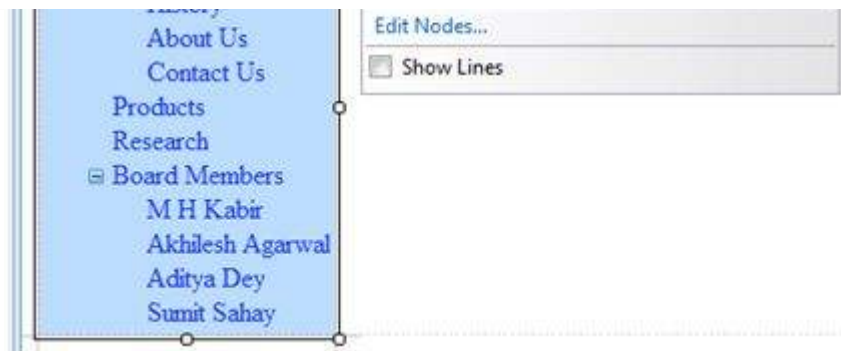 History
About Us
Contact Us
Products
Research
Board Members
M H Kabir
Akhilesh Agarwal
Aditya Dey
Sumit Sahay
Edit Nodes...
Show Lines